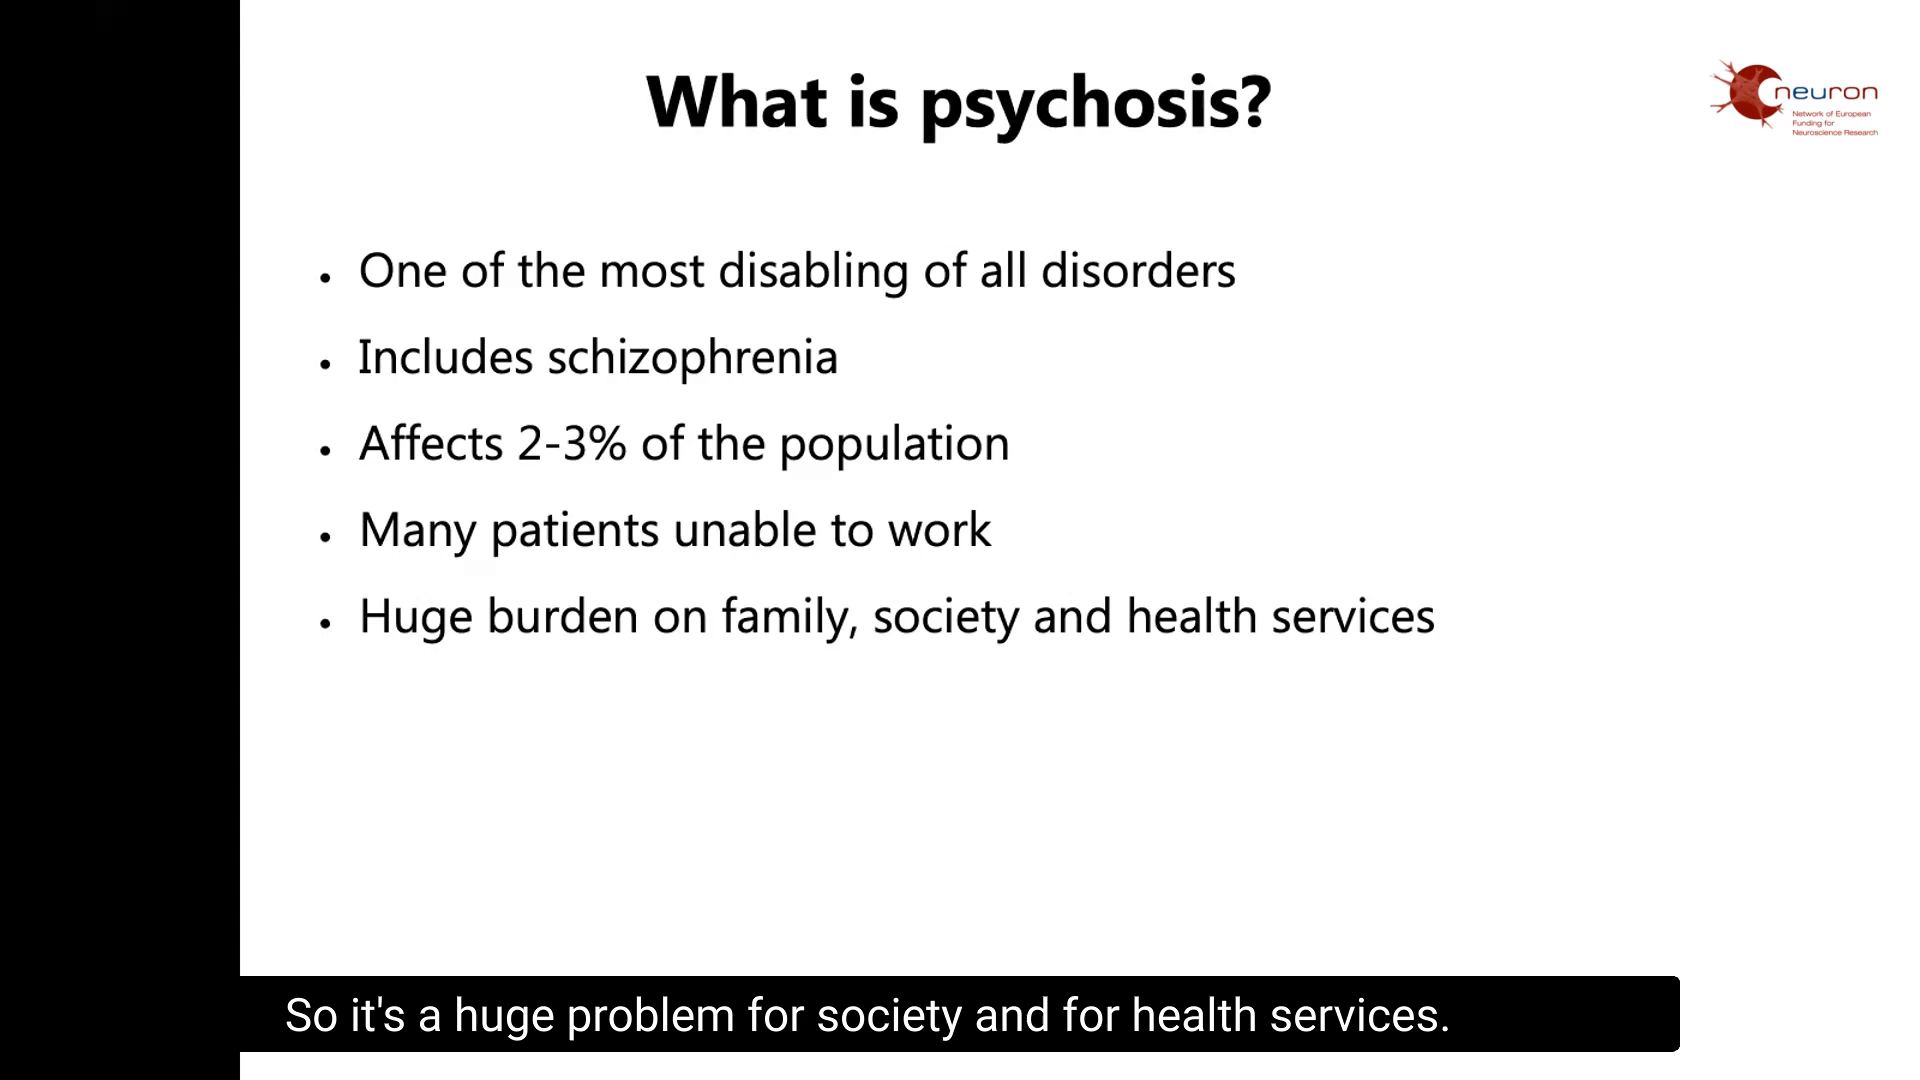 What is psychosis?
neuron
Network of European
Funding for
Neuroscience Research
• One of the most disabling of all disorders
• Includes schizophrenia
• Affects 2-3% of the population
• Many patients unable to work
• Huge burden on family, society and health services
So it's a huge problem for society and for health services.